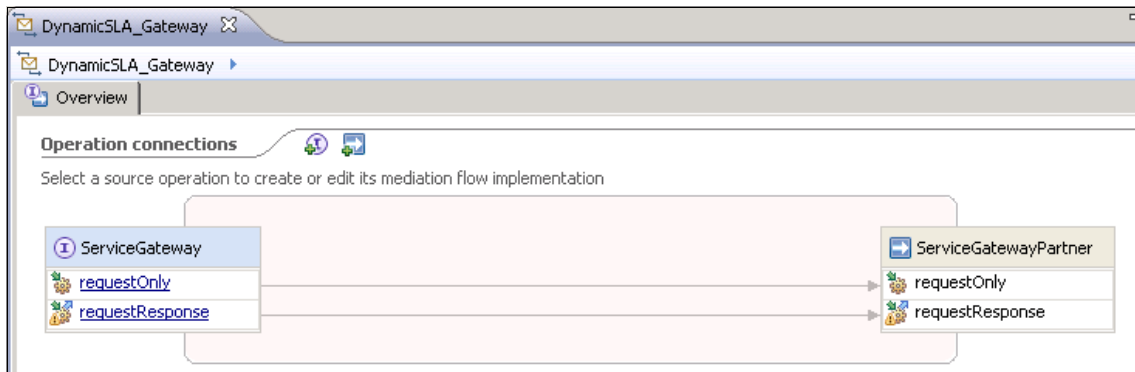 DynamicSLA_Gateway
DynamicSLA_Gateway
Overview
Operation connections
Select a source operation to create or edit its mediation flow implementation
ServiceGateway
requestOnly
requestResponse
ServiceGatewayPartner
requestOnly
requestResponse